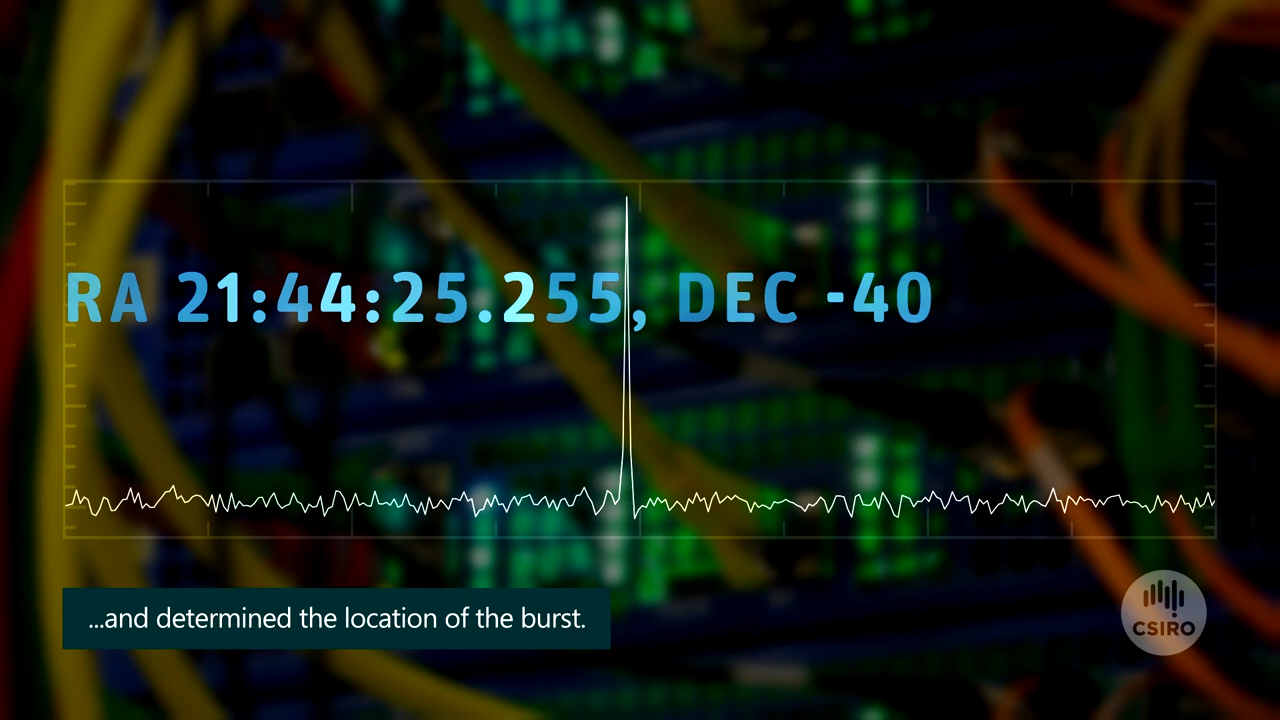 RA 21:44:25.255, DEC -40
...and determined the location of the burst.
CSIRO